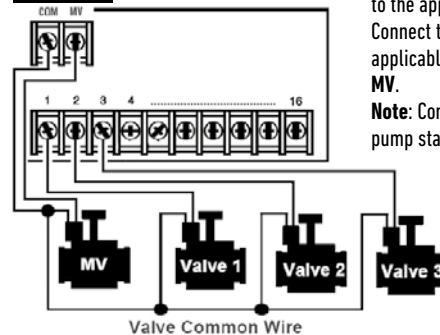 to the app
Connect t
applicabl
MV.
Note: Con
pump sta
COM MV
1 2 3 4 ........................ 16
MV
Valve 1
Valve 2
Valve 3
Valve Common Wire